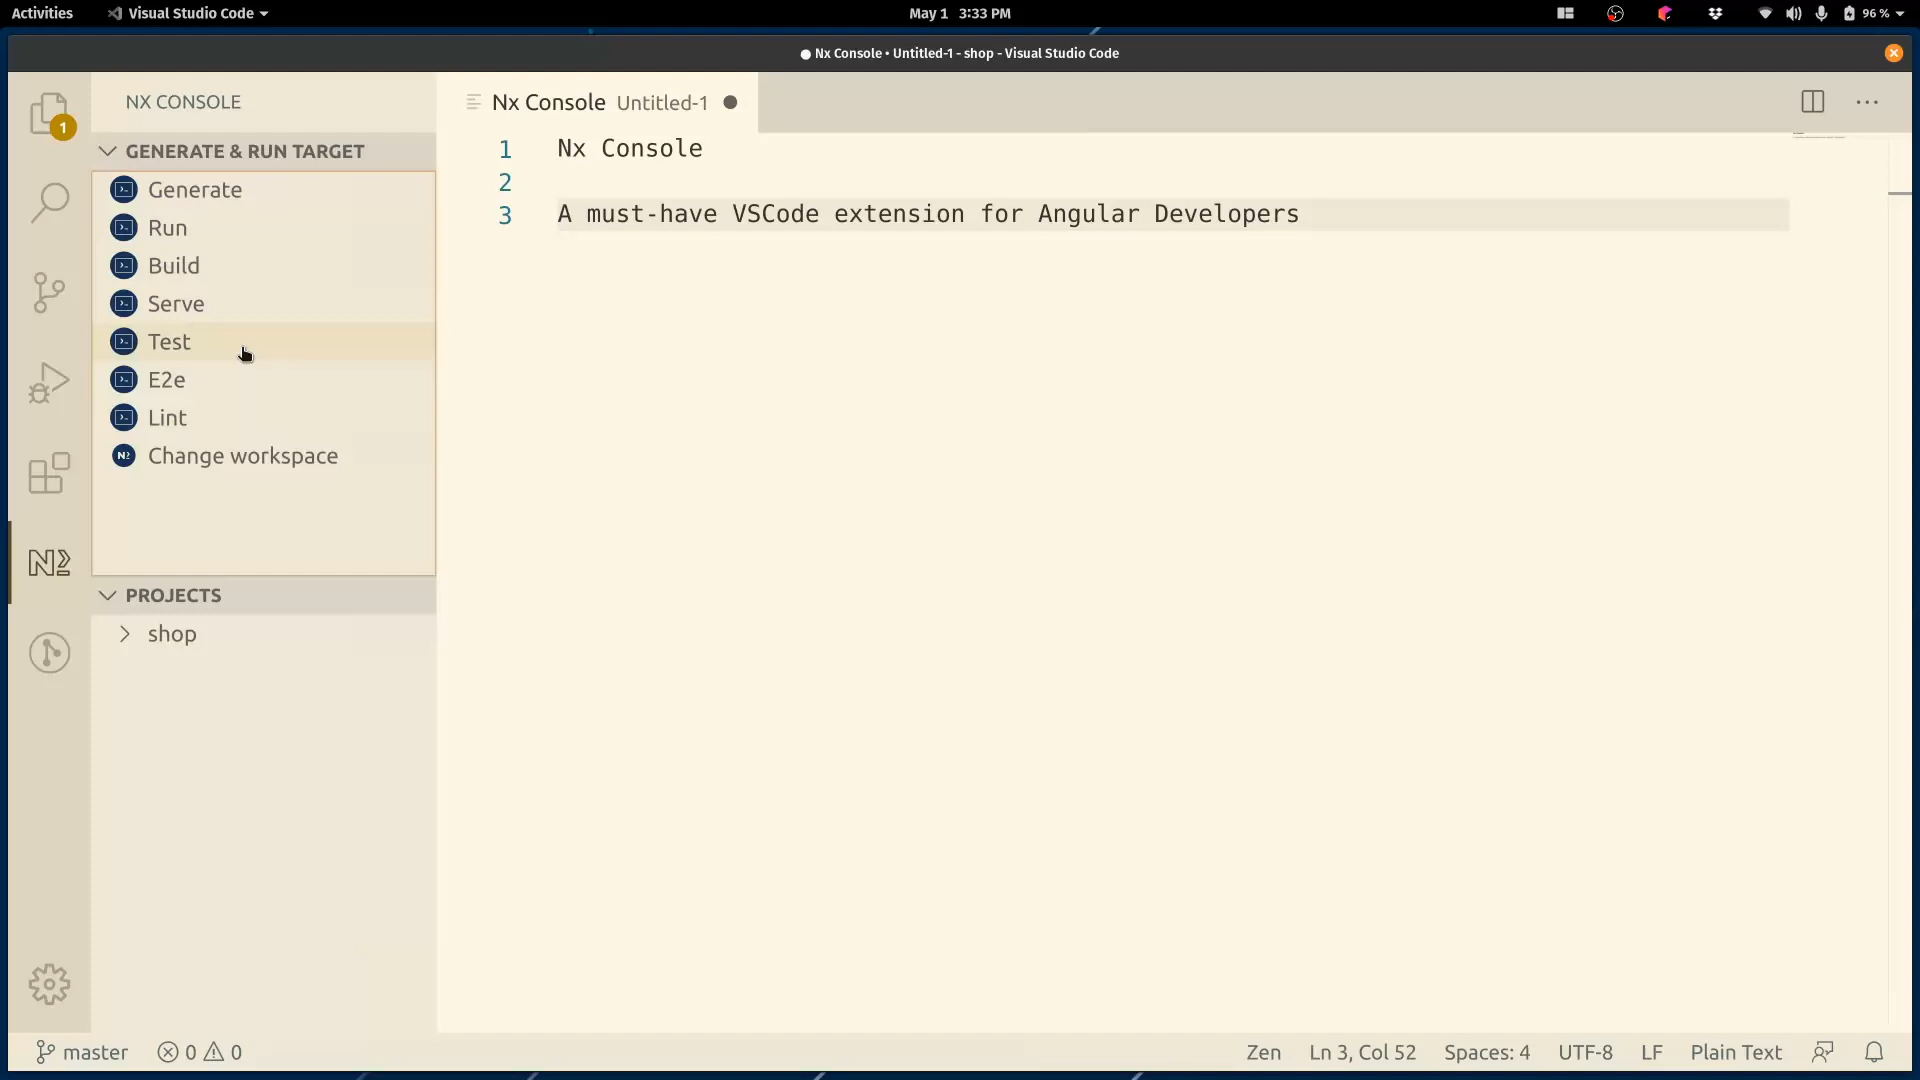 Activities Visual Studio Code May 1 3:33 PM 96 %
Nx Console • Untitled-1 - shop - Visual Studio Code
NX CONSOLE
Nx Console Untitled-1
1
GENERATE & RUN TARGET
Generate
Run
Build
Serve
Test
E2e
Lint
N Change workspace
N
PROJECTS
shop
1 Nx Console
2
3 A must-have VSCode extension for Angular Developers
master 0 0 Zen Ln 3, Col 52 Spaces: 4 UTF-8 LF Plain Text